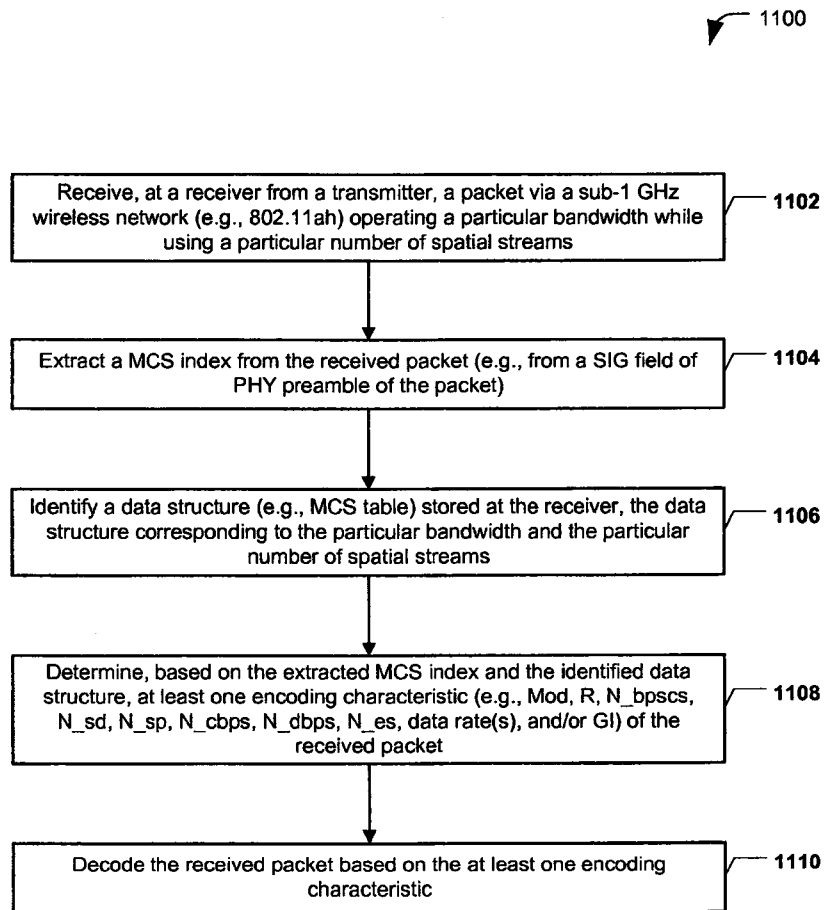 1100
Receive, at a receiver from a transmitter, a packet via a sub-1 GHz
wireless network (e.g., 802.11ah) operating a particular bandwidth while
using a particular number of spatial streams
1102
Extract a MCS index from the received packet (e.g., from a SIG field of
PHY preamble of the packet)
1104
Identify a data structure (e.g., MCS table) stored at the receiver, the data
structure corresponding to the particular bandwidth and the particular
number of spatial streams
1106
Determine, based on the extracted MCS index and the identified data
structure, at least one encoding characteristic (e.g., Mod, R, N_bpscs,
N_sd, N_sp, N_cbps, N_dbps, N_es, data rate(s), and/or GI) of the
received packet
1108
Decode the received packet based on the at least one encoding
characteristic
1110